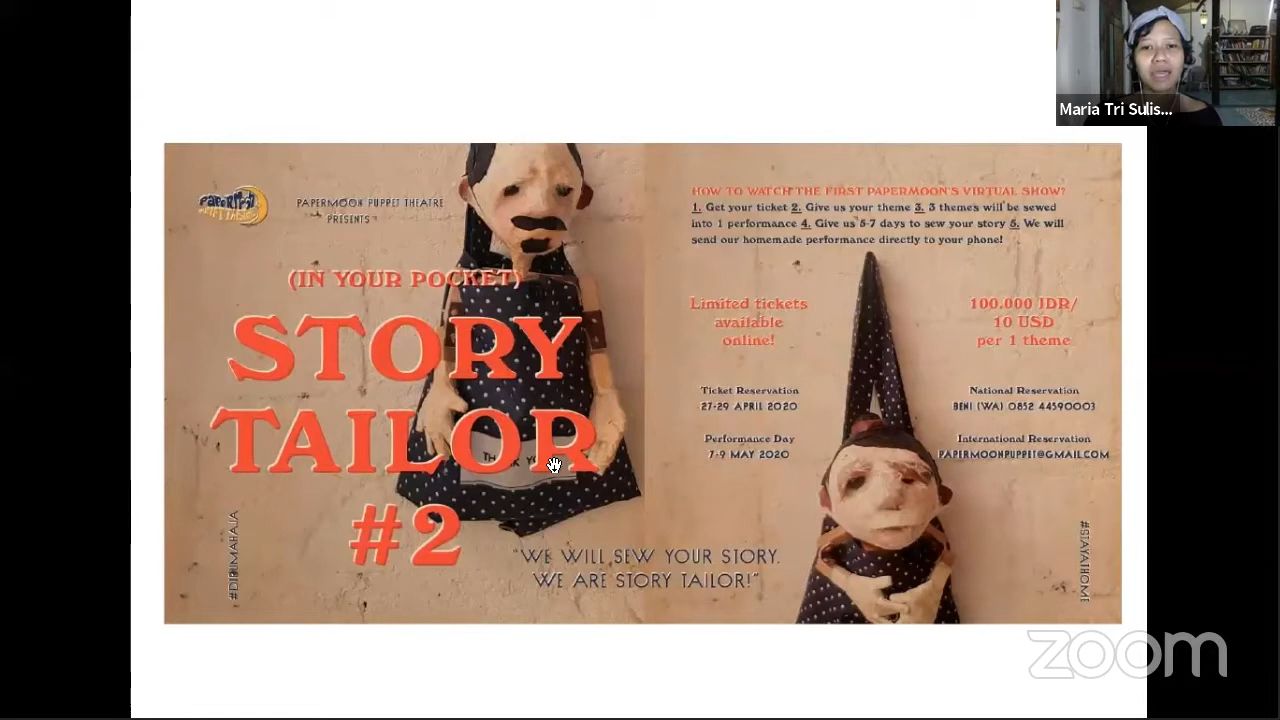 Maria Tri Sulis...
PAPERMOON PUPPET THEATRE
PRESENTS
(IN YOUR POCKET)
STORY
TAILOR
#2
"WE WILL SEW YOUR STORY.
WE ARE STORY TAILOR!"
HOW TO WATCH THE FIRST PAPERMOON'S VIRTUAL SHOW?
1. Get your ticket 2. Give us your theme 3. 3 theme's will be sewed
into 1 performance 4. Give us 5-7 days to sew your story 5. We will
send our homemade performance directly to your phone!
Limited tickets
available
online!
100.000 IDR/
10 USD
per 1 theme
Ticket Reservation
27-29 APRIL 2020
National Reservation
BENI (WA) 0852 44590003
Performance Day
7-9 MAY 2020
International Reservation
PAPERMOONPUPPET@GMAIL.COM
#STAYATHOME
zoom